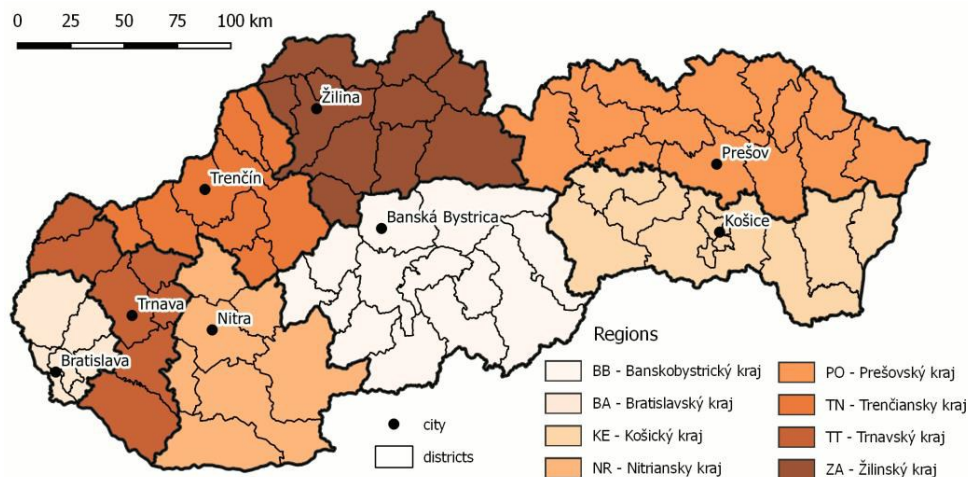 0 25 50 75 100 km
Žilina
Prešov
Trenčín
Banská Bystrica
Košice
Trnava
Nitra
Bratislava
Regions
BB - Banskobystrický kraj
BA - Bratislavský kraj
KE - Košický kraj
NR - Nitriansky kraj
PO - Prešovský kraj
TN - Trenčiansky kraj
TT - Trnavský kraj
ZA - Žilinský kraj
city
districts